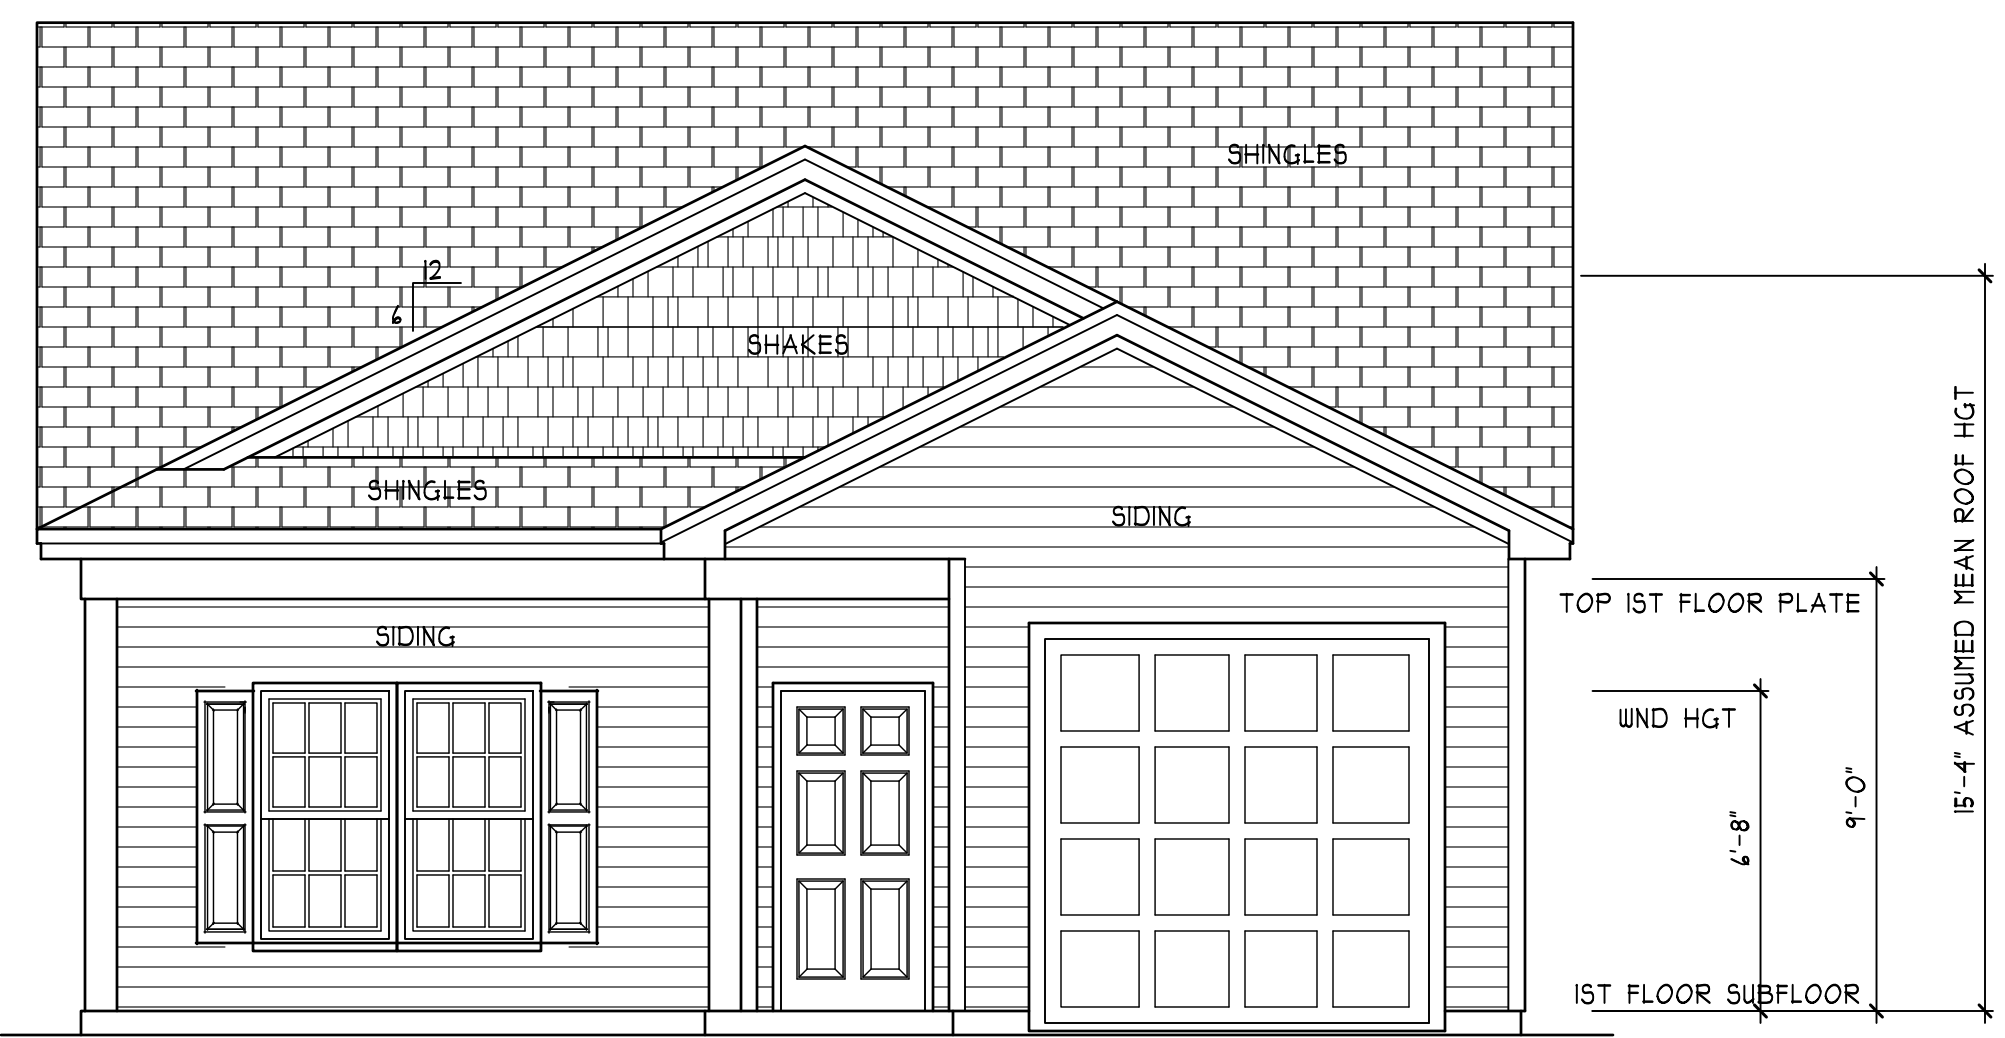 SHINGLES
12
6
SHAKES
SHINGLES
SIDING
TOP 1ST FLOOR PLATE
SIDING
WND HGT
6'-8"
9'-0"
15'-4" ASSUMED MEAN ROOF HGT
1ST FLOOR SUBFLOOR